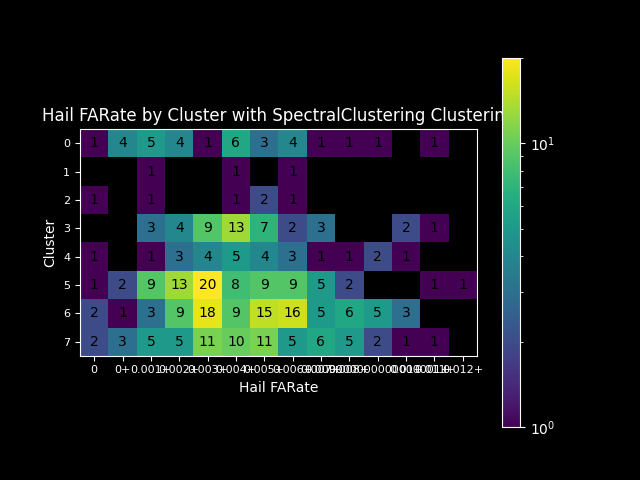 Hail FARate by Cluster with SpectralClustering Clusterin
0 1 4 5 4 1 6 3 4 1 1 1 1
1 1 1 1
2 1 1 1 2 1
3 3 4 9 13 7 2 3 2 1
4 1 1 3 4 5 4 3 1 1 2 1
5 1 2 9 13 20 8 9 9 5 2 1 1
6 2 1 3 9 18 9 15 16 5 6 5 3
7 2 3 5 5 11 10 11 5 6 5 2 1 1
Cluster
0 0+
012+
Hail FARate
10¹
10⁰